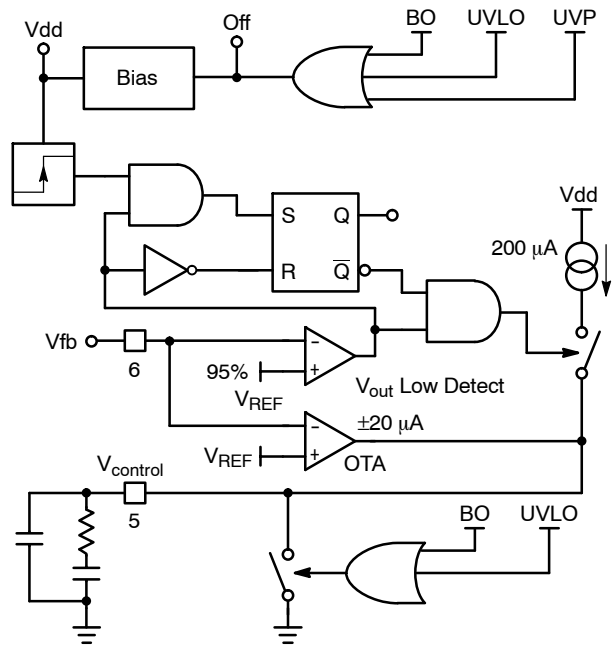 Vdd
Off
BO UVLO UVP
Bias
S Q
R Q̅
Vdd
200 μA
Vfb
6
95%
VREF
Vout Low Detect
±20 μA
VREF
OTA
Vcontrol
5
BO UVLO